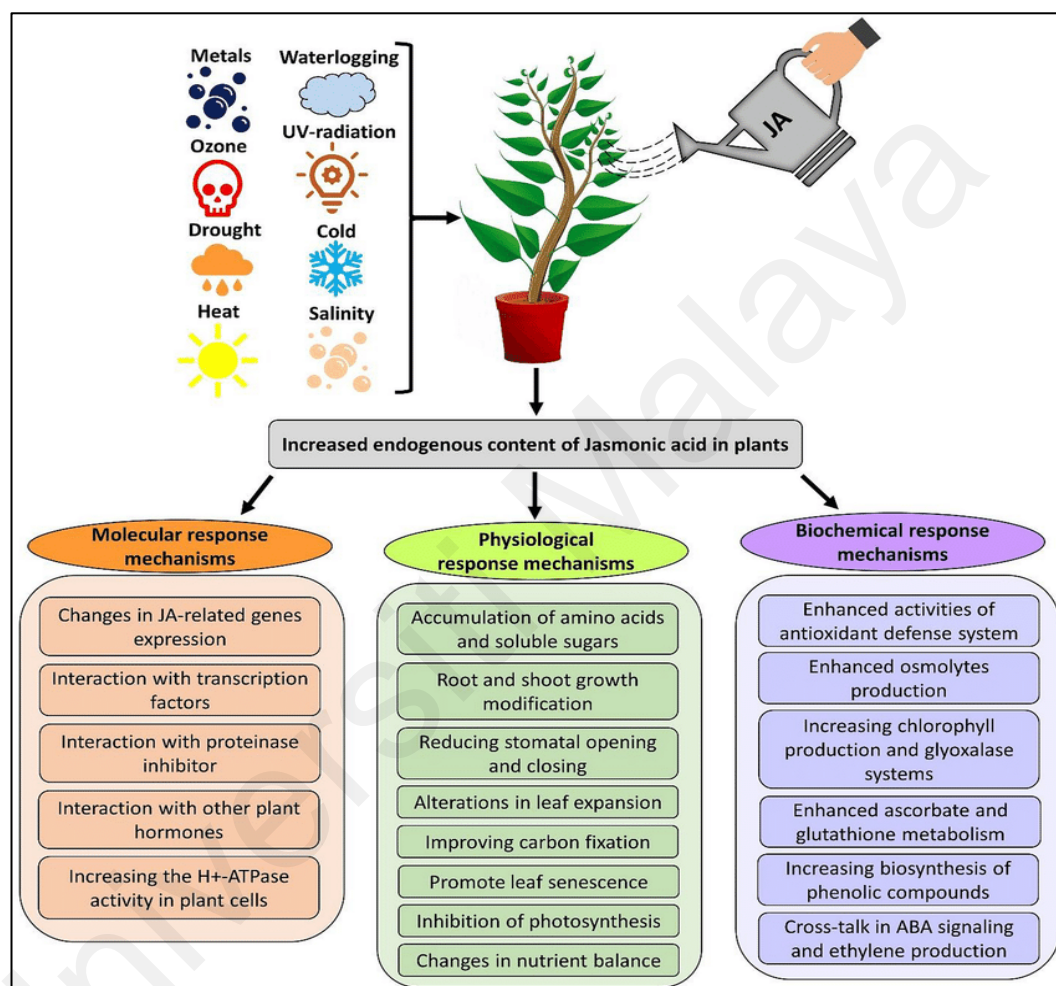 Metals
Waterlogging
Ozone
UV-radiation
Drought
Cold
Heat
Salinity
JA
Increased endogenous content of Jasmonic acid in plants
Molecular response
mechanisms
Changes in JA-related genes
expression
Interaction with transcription
factors
Interaction with proteinase
inhibitor
Interaction with other plant
hormones
Increasing the H+-ATPase
activity in plant cells
Physiological
response mechanisms
Accumulation of amino acids
and soluble sugars
Root and shoot growth
modification
Reducing stomatal opening
and closing
Alterations in leaf expansion
Improving carbon fixation
Promote leaf senescence
Inhibition of photosynthesis
Changes in nutrient balance
Biochemical response
mechanisms
Enhanced activities of
antioxidant defense system
Enhanced osmolytes
production
Increasing chlorophyll
production and glyoxalase
systems
Enhanced ascorbate and
glutathione metabolism
Increasing biosynthesis of
phenolic compounds
Cross-talk in ABA signaling
and ethylene production
Universiti Malaya